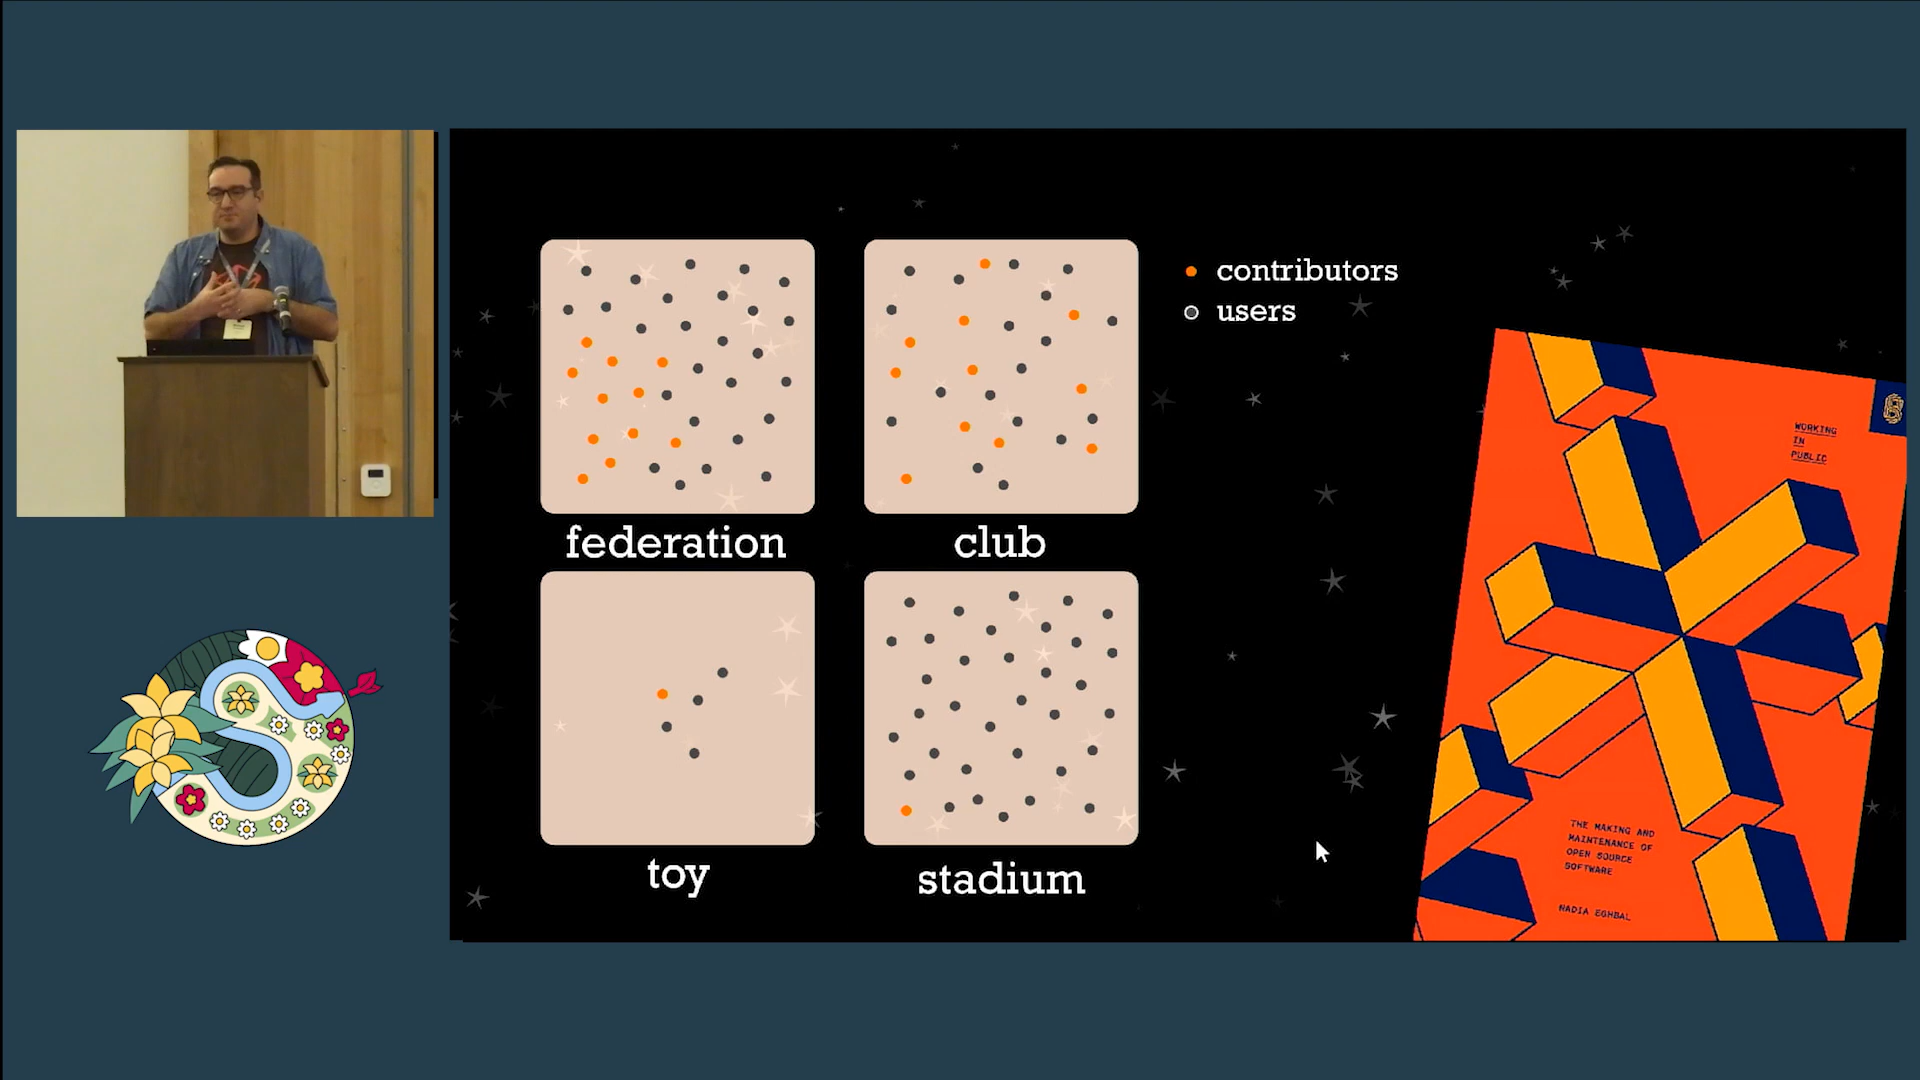 federation
club
toy
stadium
contributors
users
WORKING
IN
PUBLIC
THE MAKING AND
MAINTENANCE OF
OPEN SOURCE
SOFTWARE
NADIA EGHBAL